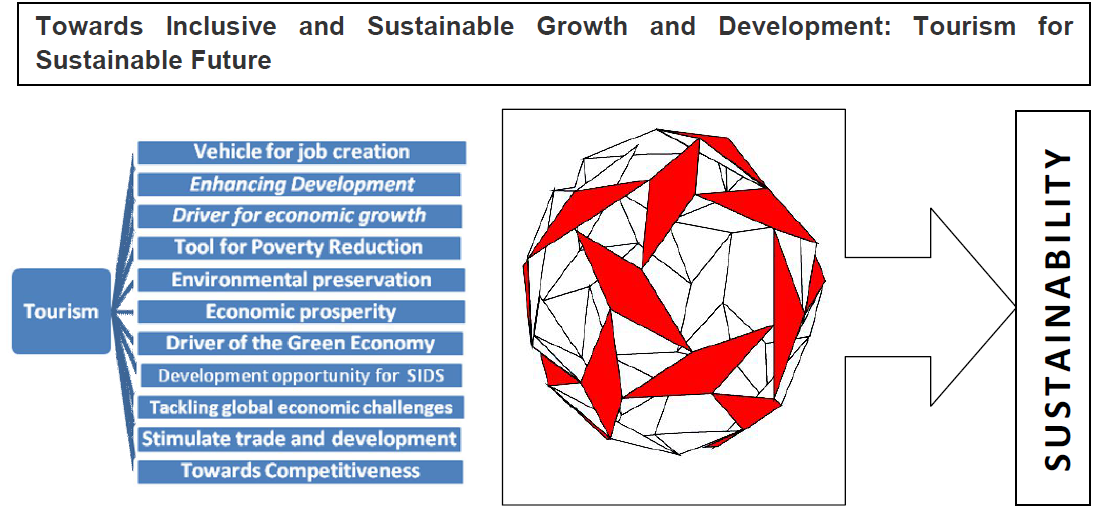 Towards Inclusive and Sustainable Growth and Development: Tourism for
Sustainable Future
Tourism
Vehicle for job creation
Enhancing Development
Driver for economic growth
Tool for Poverty Reduction
Environmental preservation
Economic prosperity
Driver of the Green Economy
Development opportunity for SIDS
Tackling global economic challenges
Stimulate trade and development
Towards Competitiveness
SUSTAINABILITY